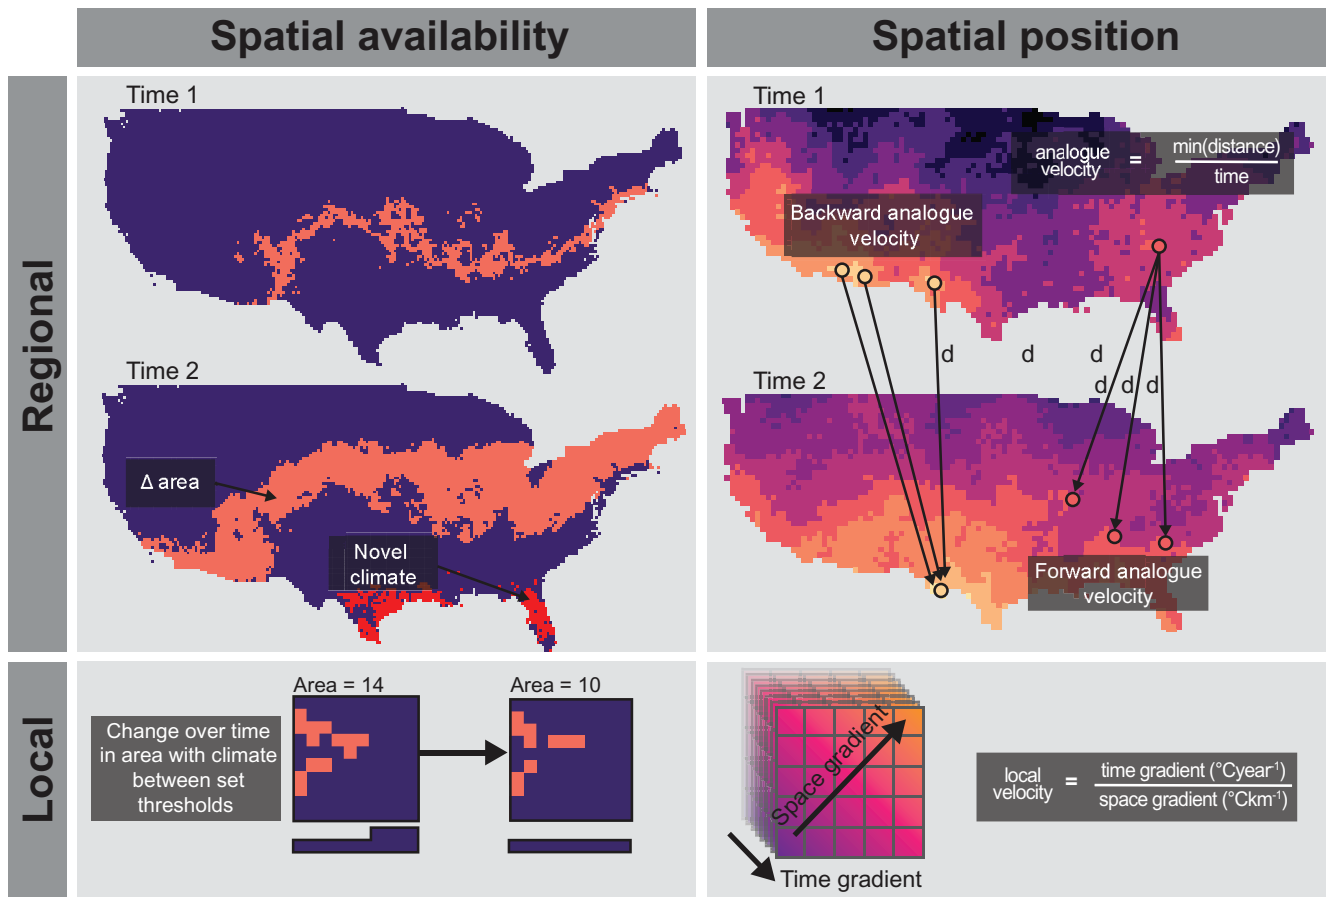 Spatial availability
Spatial position
Regional
Time 1
Time 2
Δ area
Novel
climate
Time 1
analogue
velocity
=
min(distance)
time
Backward analogue
velocity
d
d
d
d
d
d
Time 2
Forward analogue
velocity
Local
Change over time
in area with climate
between set
thresholds
Area = 14
Area = 10
Space gradient
Time gradient
local
velocity
=
time gradient (°Cyear-1)
space gradient (°Ckm-1)